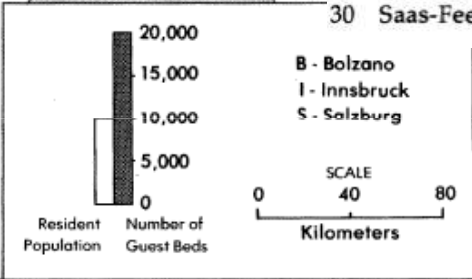 30 Saas-Fee
20,000
15,000
10,000
5,000
0
Resident Population
Number of Guest Beds
B - Bolzano
I - Innsbruck
S - Salzburg
SCALE
0 40 80
Kilometers